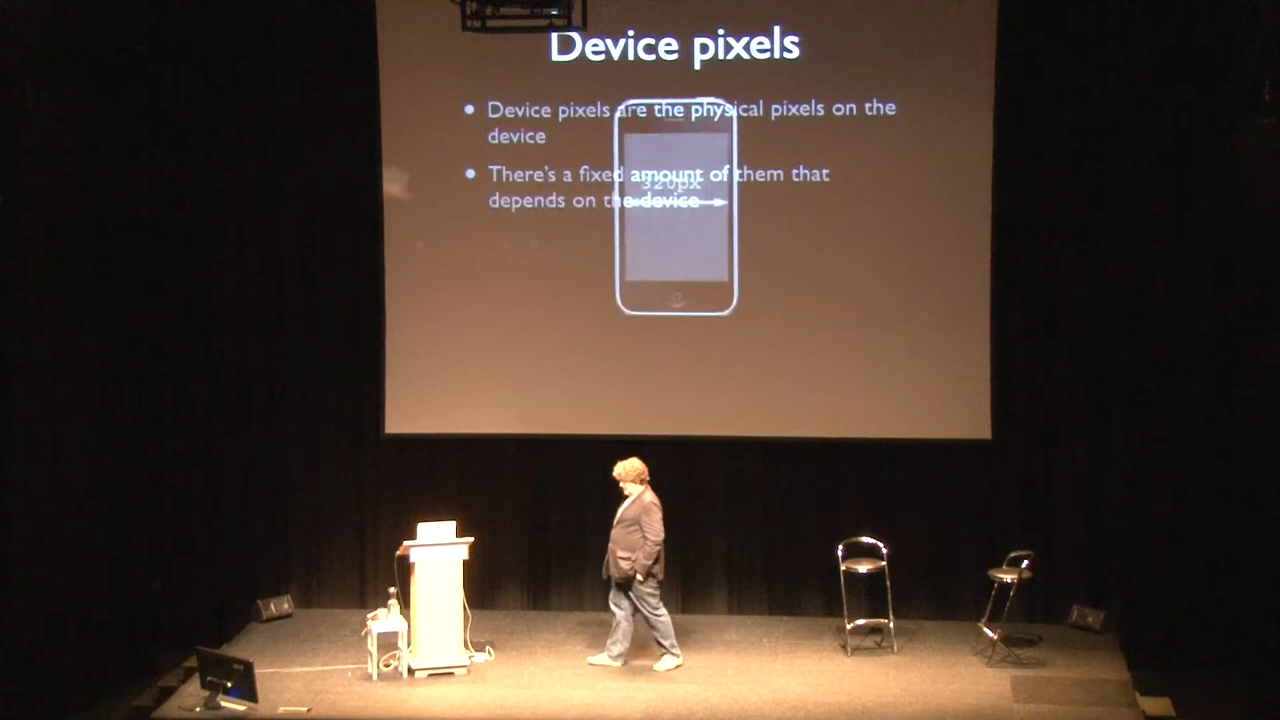 Device pixels
• Device pixels are the physical pixels on the
device
• There's a fixed amount of them that
depends on the device
320px